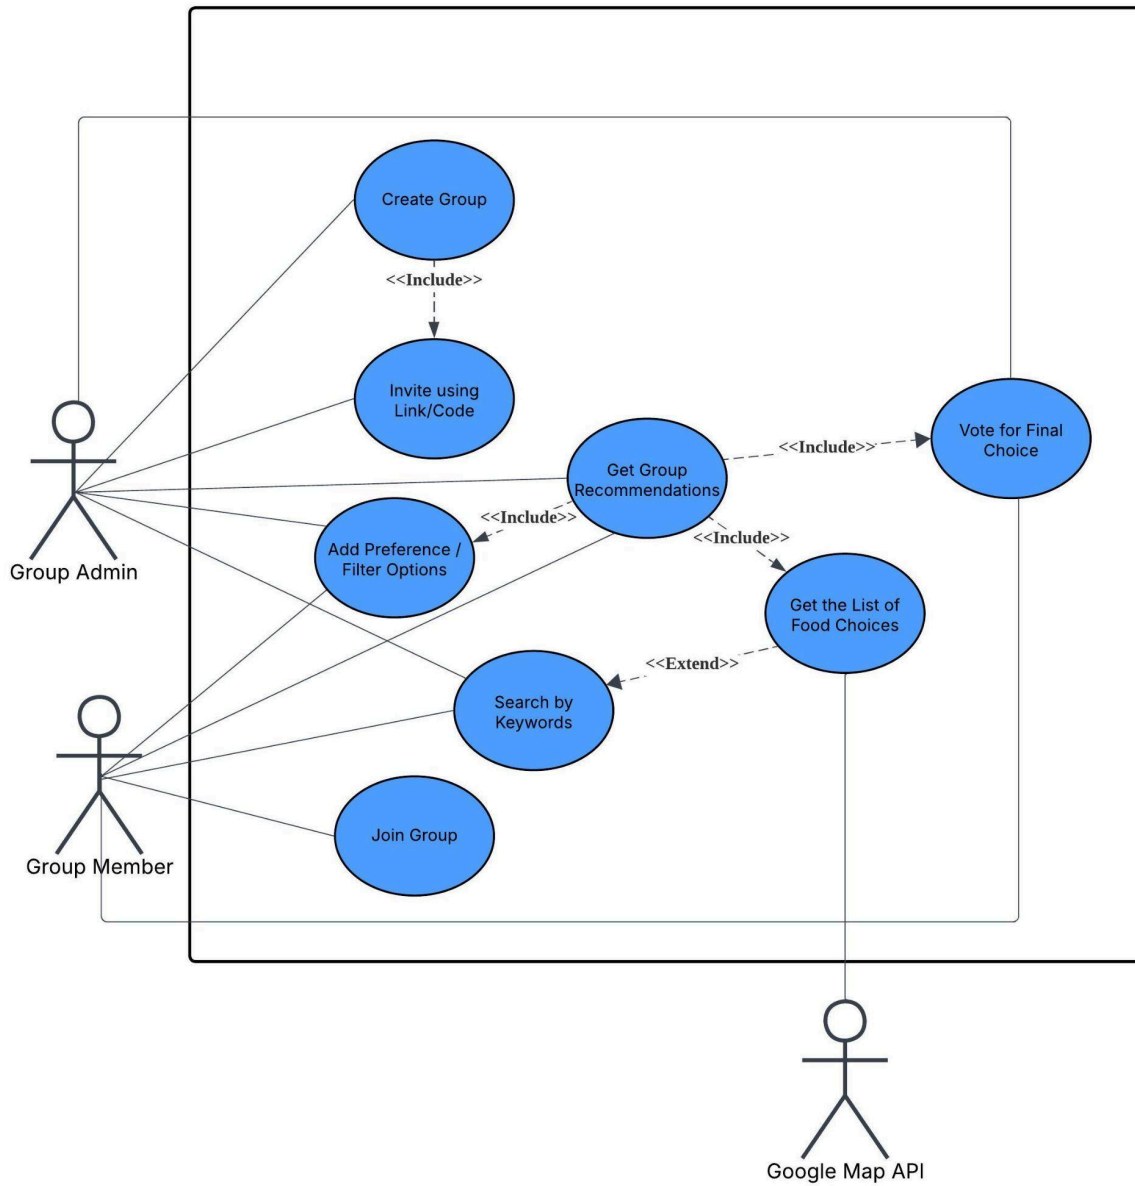 Create Group
<<Include>>
Invite using
Link/Code
Vote for Final
Choice
<<Include>>
Get Group
Recommendations
<<Include>>
<<Include>>
Add Preference /
Filter Options
Group Admin
Get the List of
Food Choices
<<Extend>>
Search by
Keywords
Join Group
Group Member
Google Map API